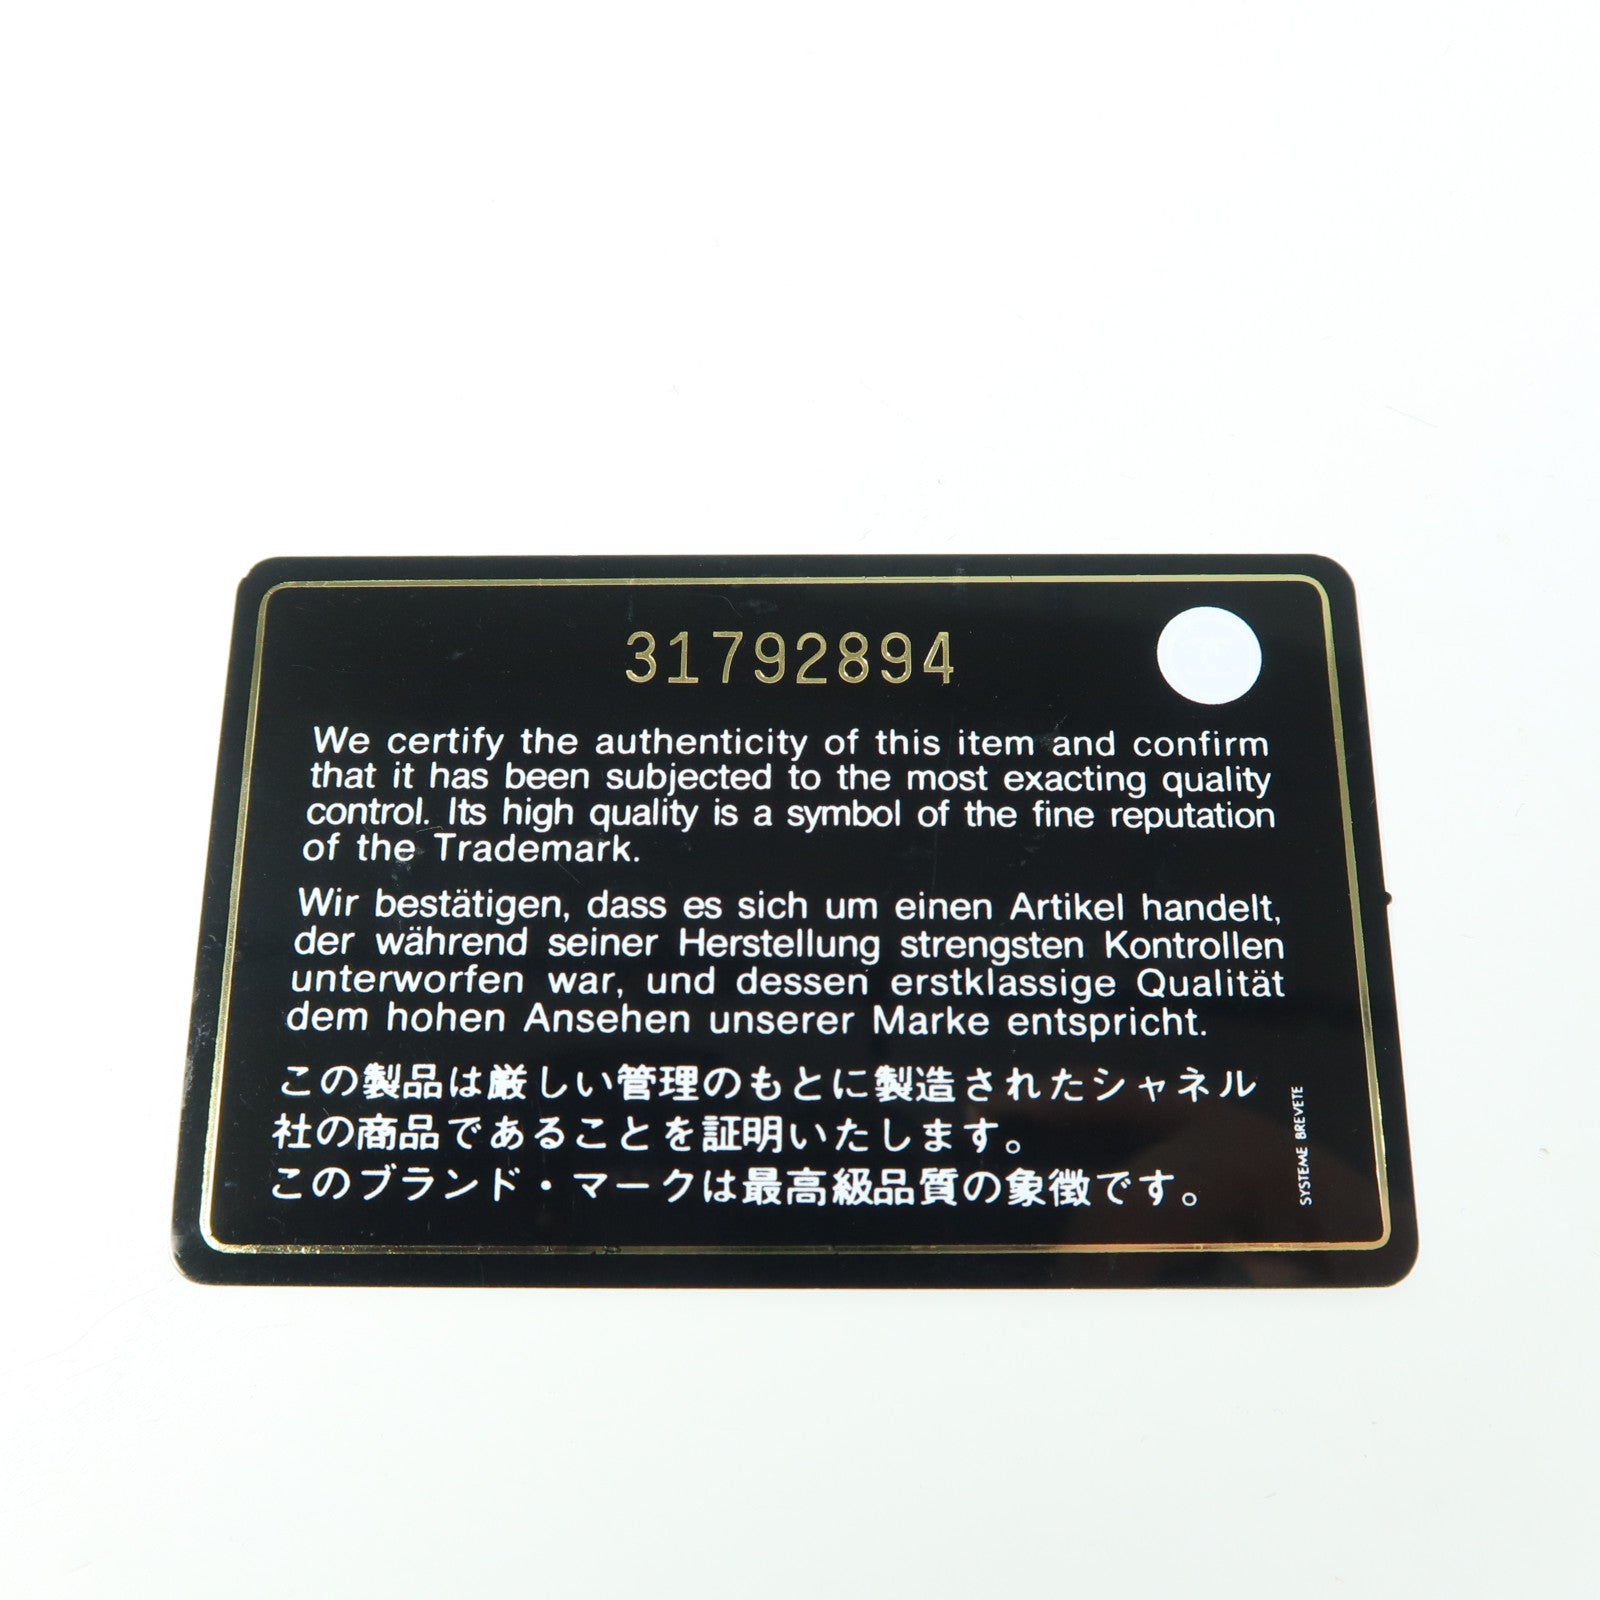 31792894
We certify the authenticity of this item and confirm
that it has been subjected to the most exacting quality
control. Its high quality is a symbol of the fine reputation
of the Trademark.
Wir bestätigen, dass es sich um einen Artikel handelt,
der während seiner Herstellung strengsten Kontrollen
unterworfen war, und dessen erstklassige Qualität
dem hohen Ansehen unserer Marke entspricht.
この製品は厳しい管理のもとに製造されたシャネル
社の商品であることを証明いたします。
このブランド・マークは最高級品質の象徴です。
SYSTEME BREVETE